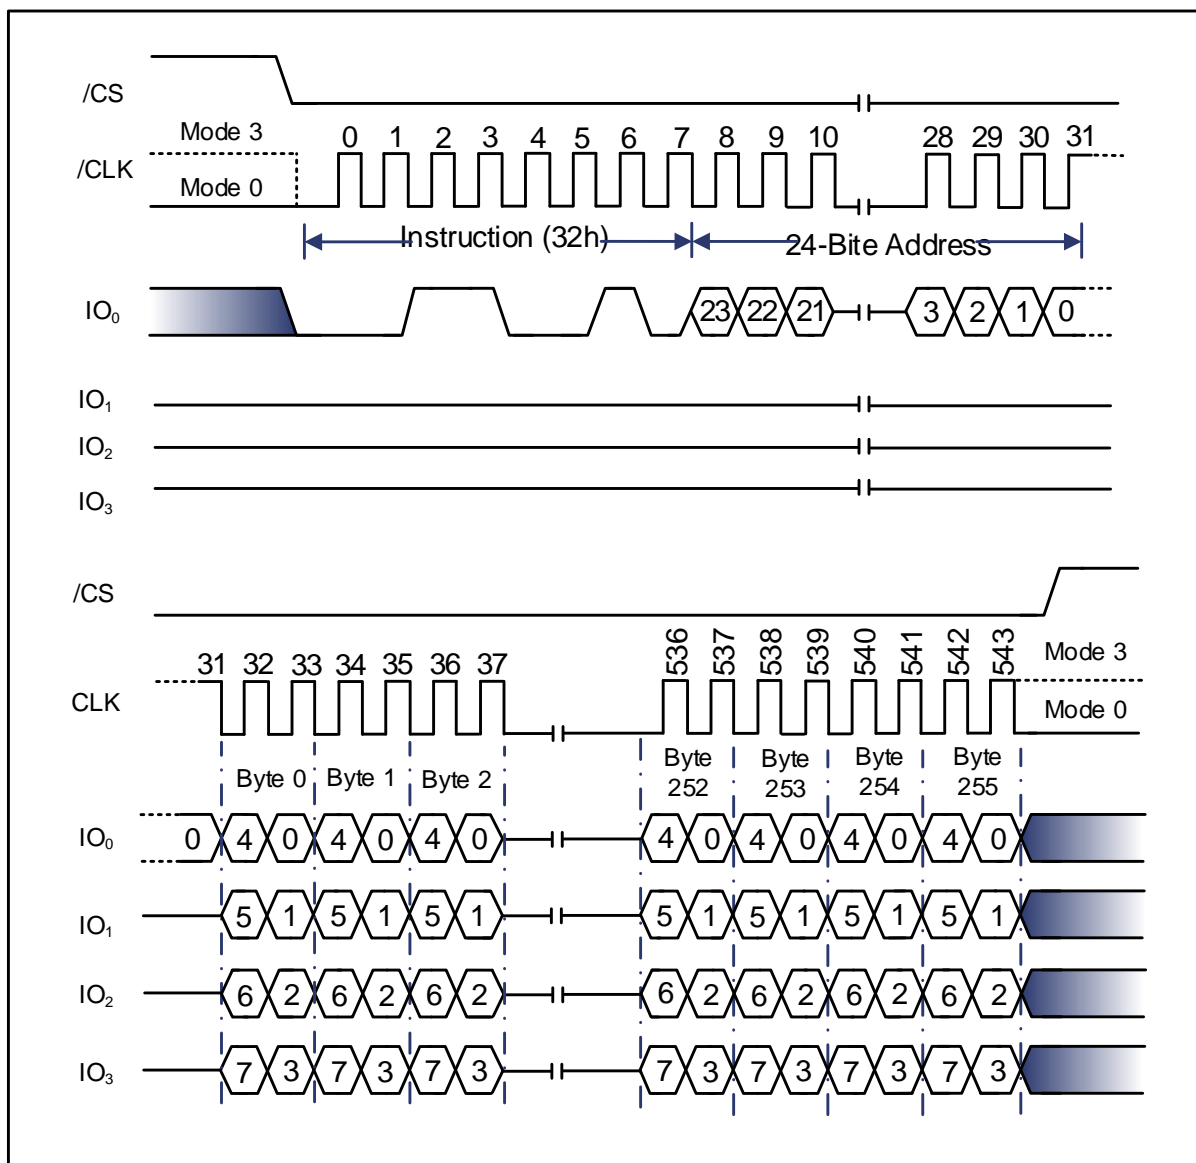 /CS
Mode 3
0 1 2 3 4 5 6 7 8 9 10 28 29 30 31
/CLK
Mode 0
Instruction (32h) 24-Bite Address
IO₀ 23 22 21 3 2 1 0
IO₁
IO₂
IO₃
/CS
31 32 33 34 35 36 37 536 537 538 539 540 541 542 543
Mode 3
CLK
Mode 0
Byte 0 Byte 1 Byte 2 Byte 252 Byte 253 Byte 254 Byte 255
IO₀ 0 4 0 4 0 4 0 4 0 4 0 4 0 4 0
IO₁ 5 1 5 1 5 1 5 1 5 1 5 1 5 1
IO₂ 6 2 6 2 6 2 6 2 6 2 6 2 6 2
IO₃ 7 3 7 3 7 3 7 3 7 3 7 3 7 3